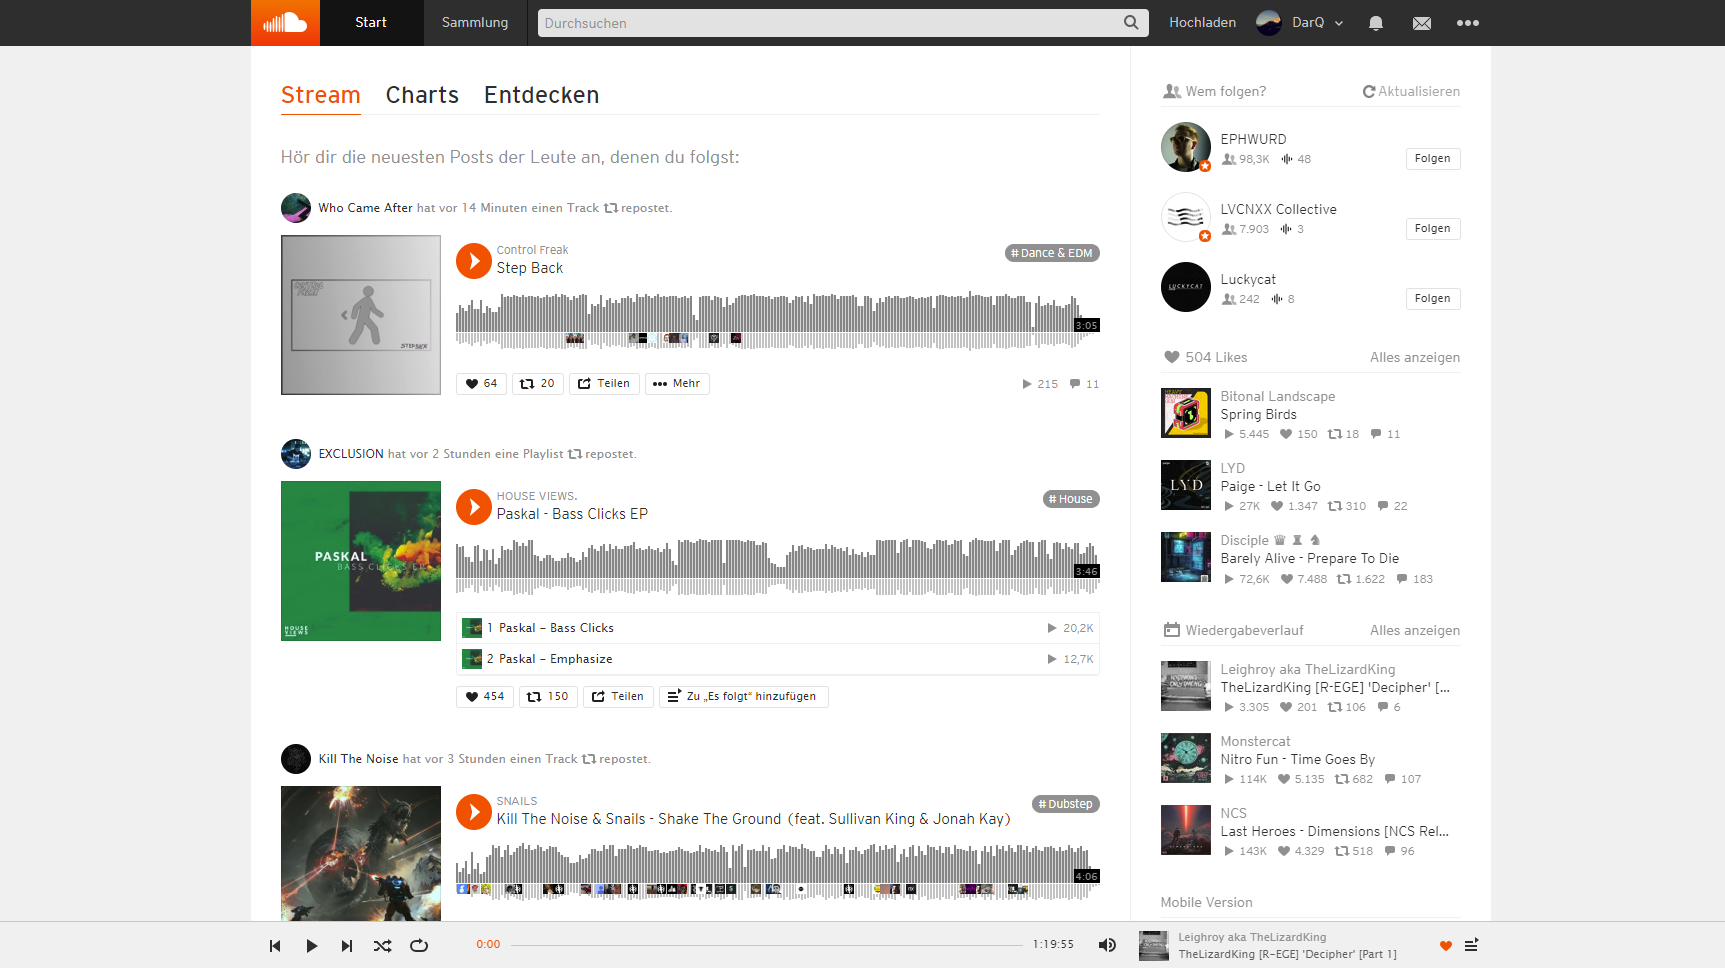 Start
Sammlung
Durchsuchen
Hochladen
DarQ
Stream Charts Entdecken
Hör dir die neuesten Posts der Leute an, denen du folgst:
Who Came After hat vor 14 Minuten einen Track repostet.
Control Freak
# Dance & EDM
Step Back
3:05
64 20 Teilen Mehr
215 11
EXCLUSION hat vor 2 Stunden eine Playlist repostet.
PASKAL
BASS CLICKS EP
HOUSE VIEWS
HOUSE VIEWS.
# House
Paskal - Bass Clicks EP
3:46
1 Paskal – Bass Clicks 20,2K
2 Paskal – Emphasize 12,7K
454 150 Teilen Zu „Es folgt“ hinzufügen
Kill The Noise hat vor 3 Stunden einen Track repostet.
SNAILS
# Dubstep
Kill The Noise & Snails - Shake The Ground (feat. Sullivan King & Jonah Kay)
4:06
Wem folgen? Aktualisieren
EPHWURD
98,3K 48 Folgen
LVCNXX Collective
7.903 3 Folgen
LUCKYCAT
Luckycat
242 8 Folgen
504 Likes Alles anzeigen
Bitonal Landscape
Spring Birds
5.445 150 18 11
LYD
LYD
Paige - Let It Go
27K 1.347 310 22
Disciple ♛ ♜ ♞
Barely Alive - Prepare To Die
72,6K 7.488 1.622 183
Wiedergabeverlauf Alles anzeigen
Leighroy aka TheLizardKing
TheLizardKing [R-EGE] 'Decipher' [...
3.305 201 106 6
Monstercat
Nitro Fun - Time Goes By
114K 5.135 682 107
NCS
Last Heroes - Dimensions [NCS Rel...
143K 4.329 518 96
Mobile Version
0:00 1:19:55
Leighroy aka TheLizardKing
TheLizardKing [R-EGE] 'Decipher' [Part 1]